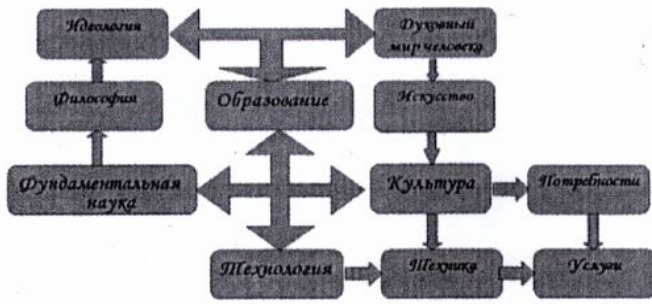 Идеология
Духовный
мир человека
Философия
Образование
Искусство
Фундаментальная
наука
Культура
Потребности
Технология
Техника
Услуги